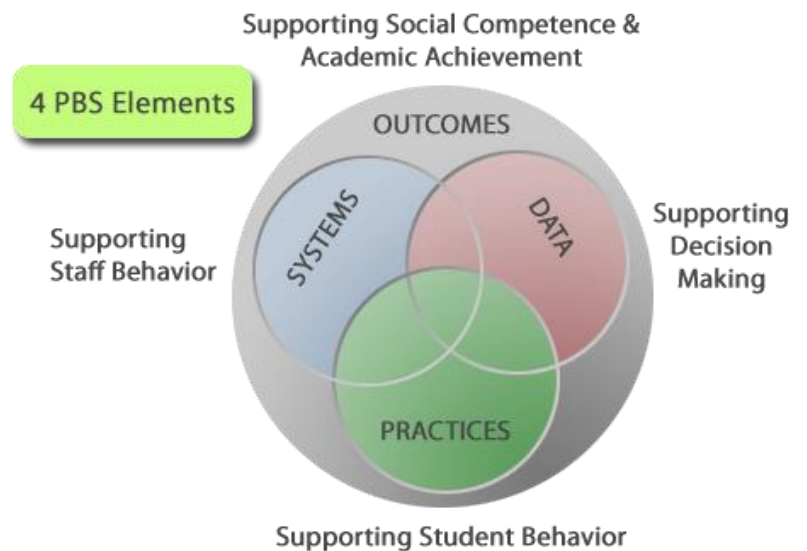 Supporting Social Competence &
Academic Achievement
4 PBS Elements
OUTCOMES
SYSTEMS
DATA
Supporting
Staff Behavior
Supporting
Decision
Making
PRACTICES
Supporting Student Behavior